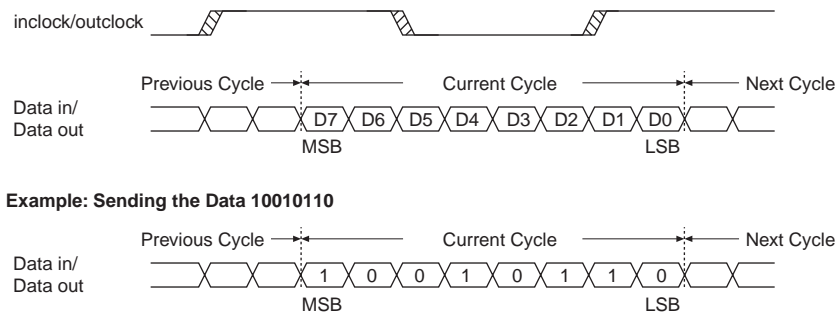 inclock/outclock
Previous Cycle Current Cycle Next Cycle
Data in/
Data out
D7 D6 D5 D4 D3 D2 D1 D0
MSB LSB
Example: Sending the Data 10010110
Previous Cycle Current Cycle Next Cycle
Data in/
Data out
1 0 0 1 0 1 1 0
MSB LSB